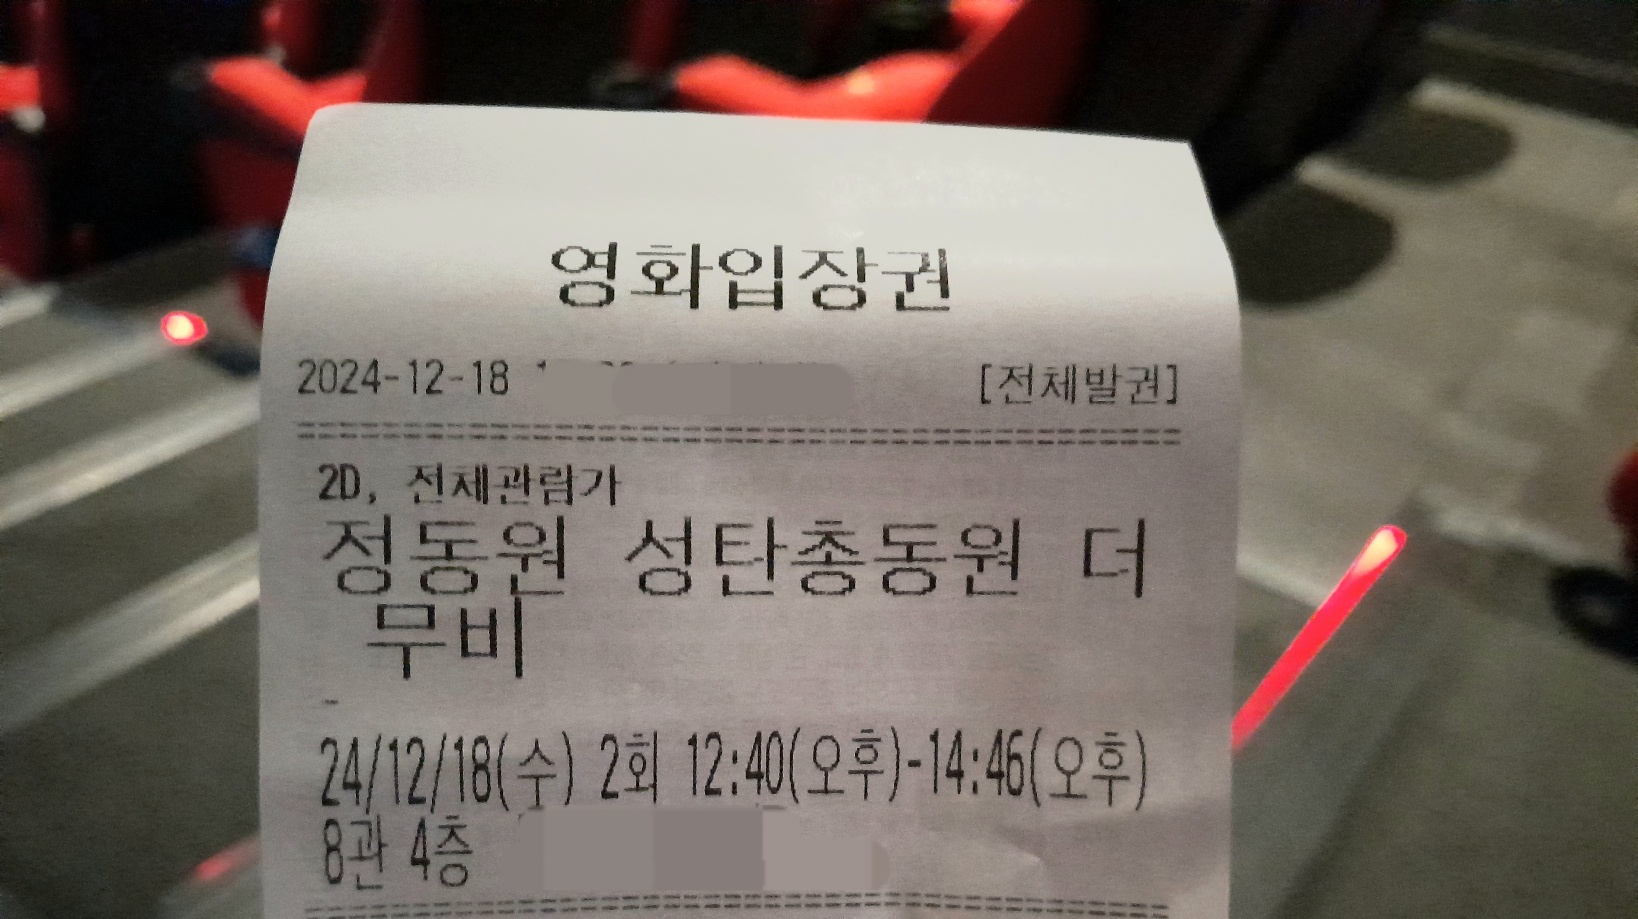 영화입장권
2024-12-18 [전체발권]
2D, 전체관람가
정동원 성탄총동원 더
무비
24/12/18(수) 2회 12:40(오후)-14:46(오후)
8관 4층